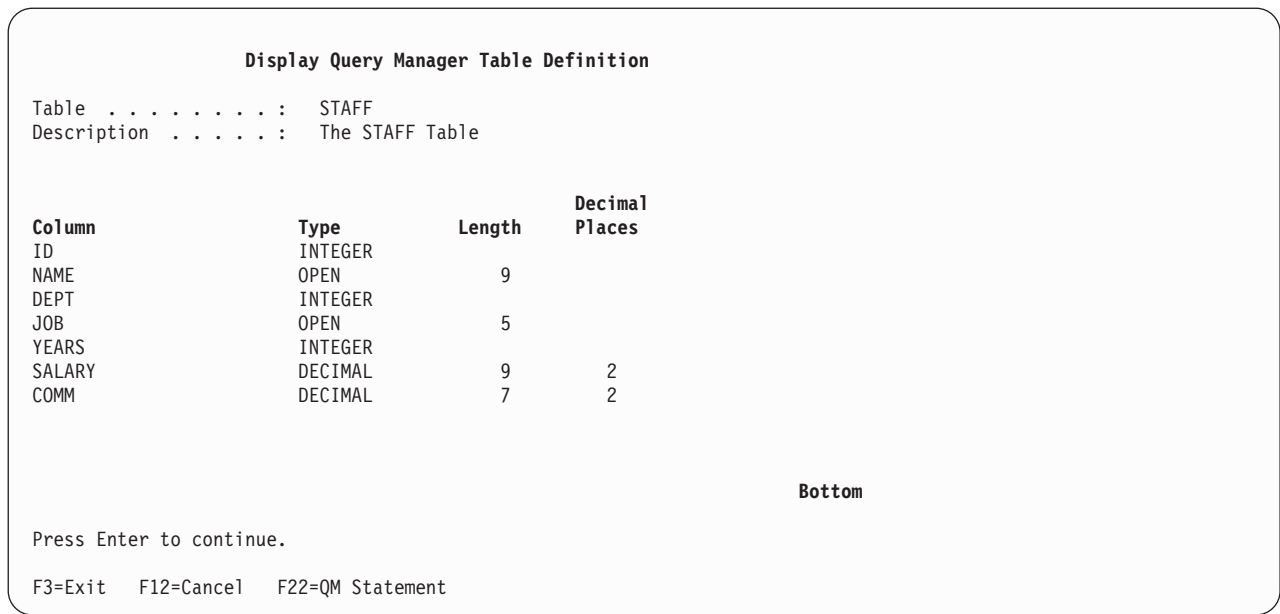 Display Query Manager Table Definition
Table . . . . . . . . : STAFF
Description . . . . . : The STAFF Table
Decimal
Column Type Length Places
ID INTEGER
NAME OPEN 9
DEPT INTEGER
JOB OPEN 5
YEARS INTEGER
SALARY DECIMAL 9 2
COMM DECIMAL 7 2
Bottom
Press Enter to continue.
F3=Exit F12=Cancel F22=QM Statement